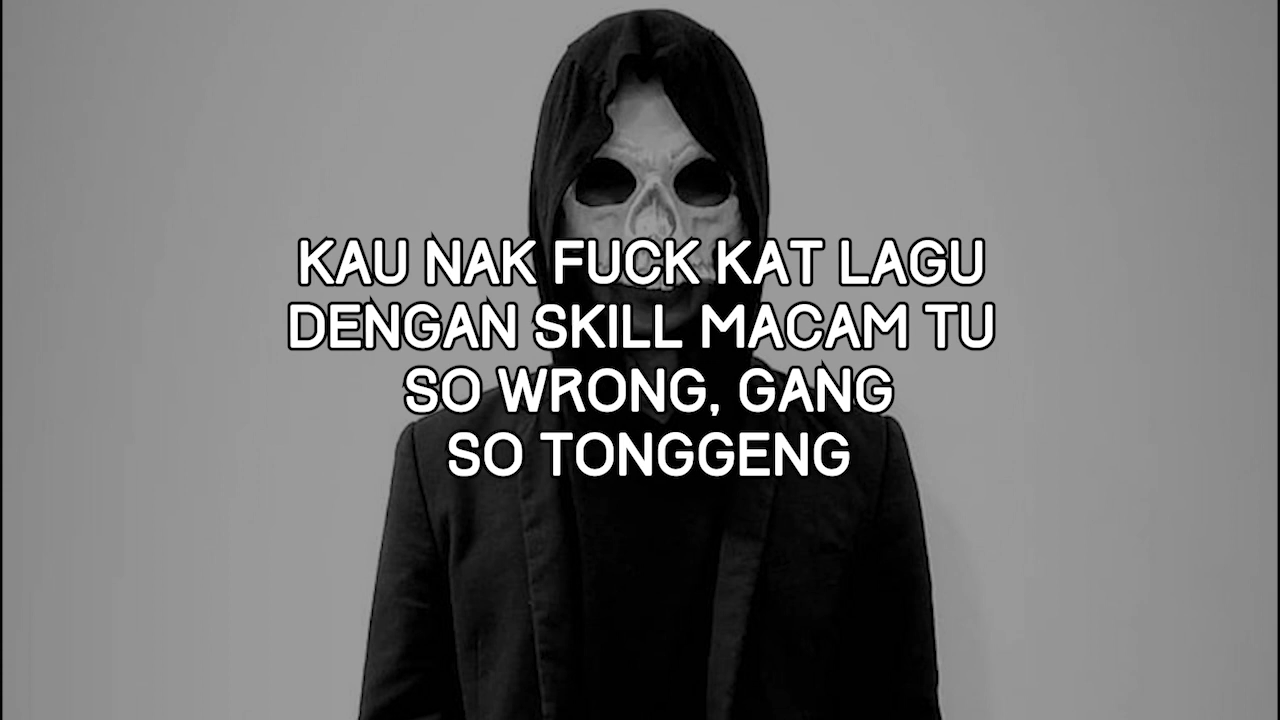 KAU NAK FUCK KAT LAGU
DENGAN SKILL MACAM TU
SO WRONG, GANG
SO TONGGENG